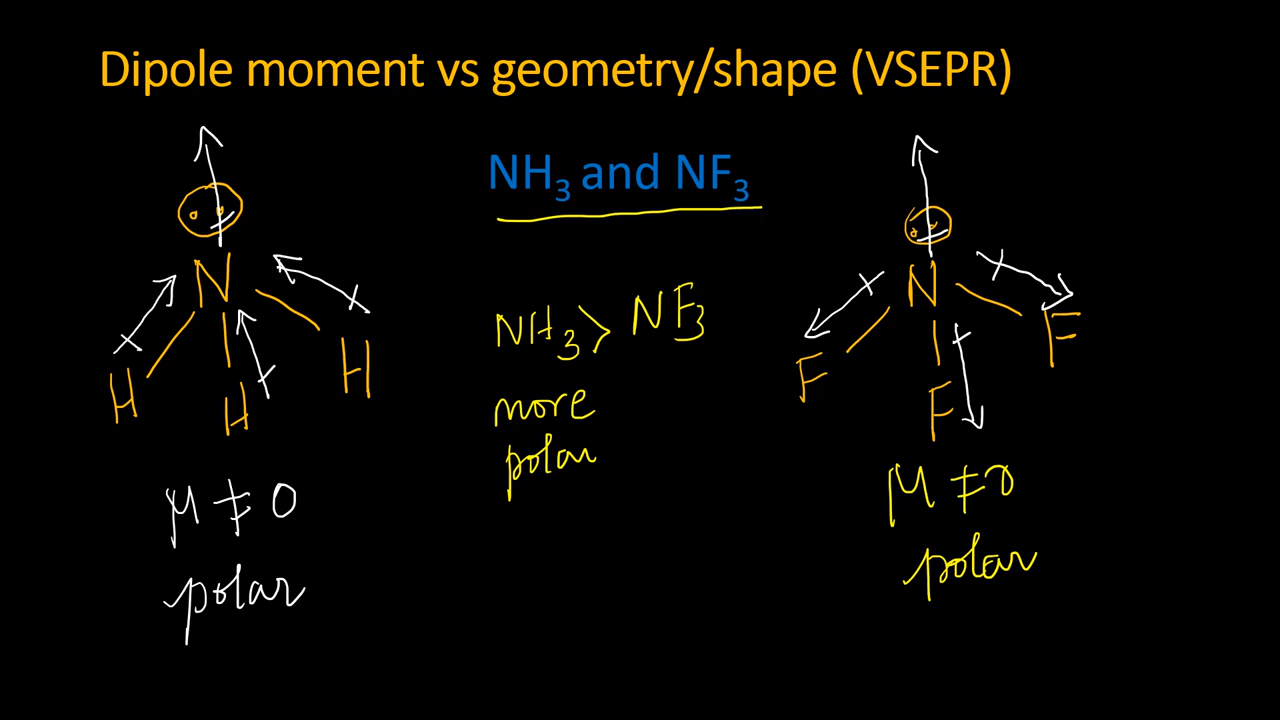 Dipole moment vs geometry/shape (VSEPR)
NH₃ and NF₃
N
H
H
H
μ ≠ 0
polar
NH₃ > NF₃
more
polar
N
F
F
F
μ ≠ 0
polar